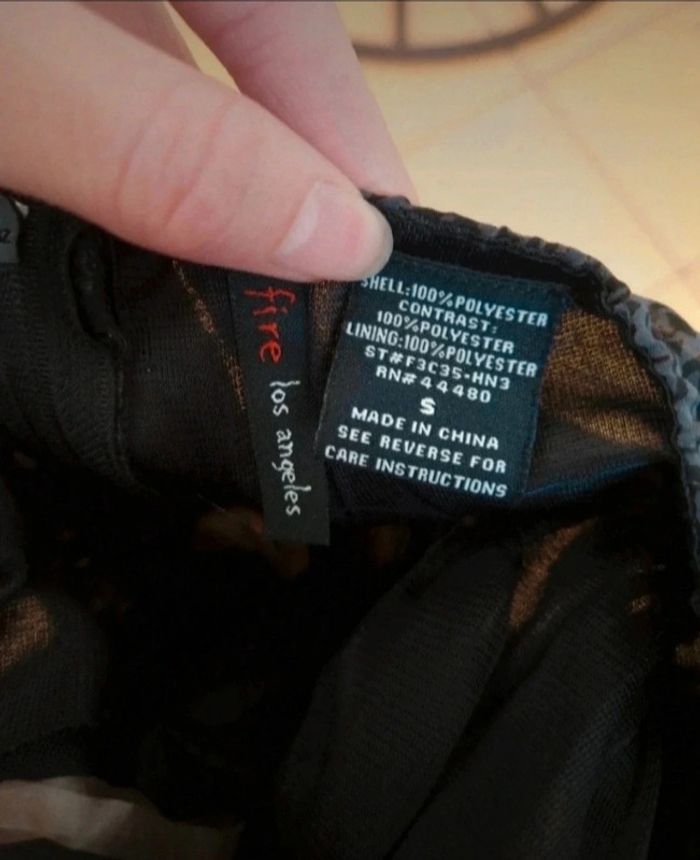 fire los angeles
SHELL:100%POLYESTER
CONTRAST:
100%POLYESTER
LINING:100%POLYESTER
ST#F3C35-HN3
RN#44480
S
MADE IN CHINA
SEE REVERSE FOR
CARE INSTRUCTIONS